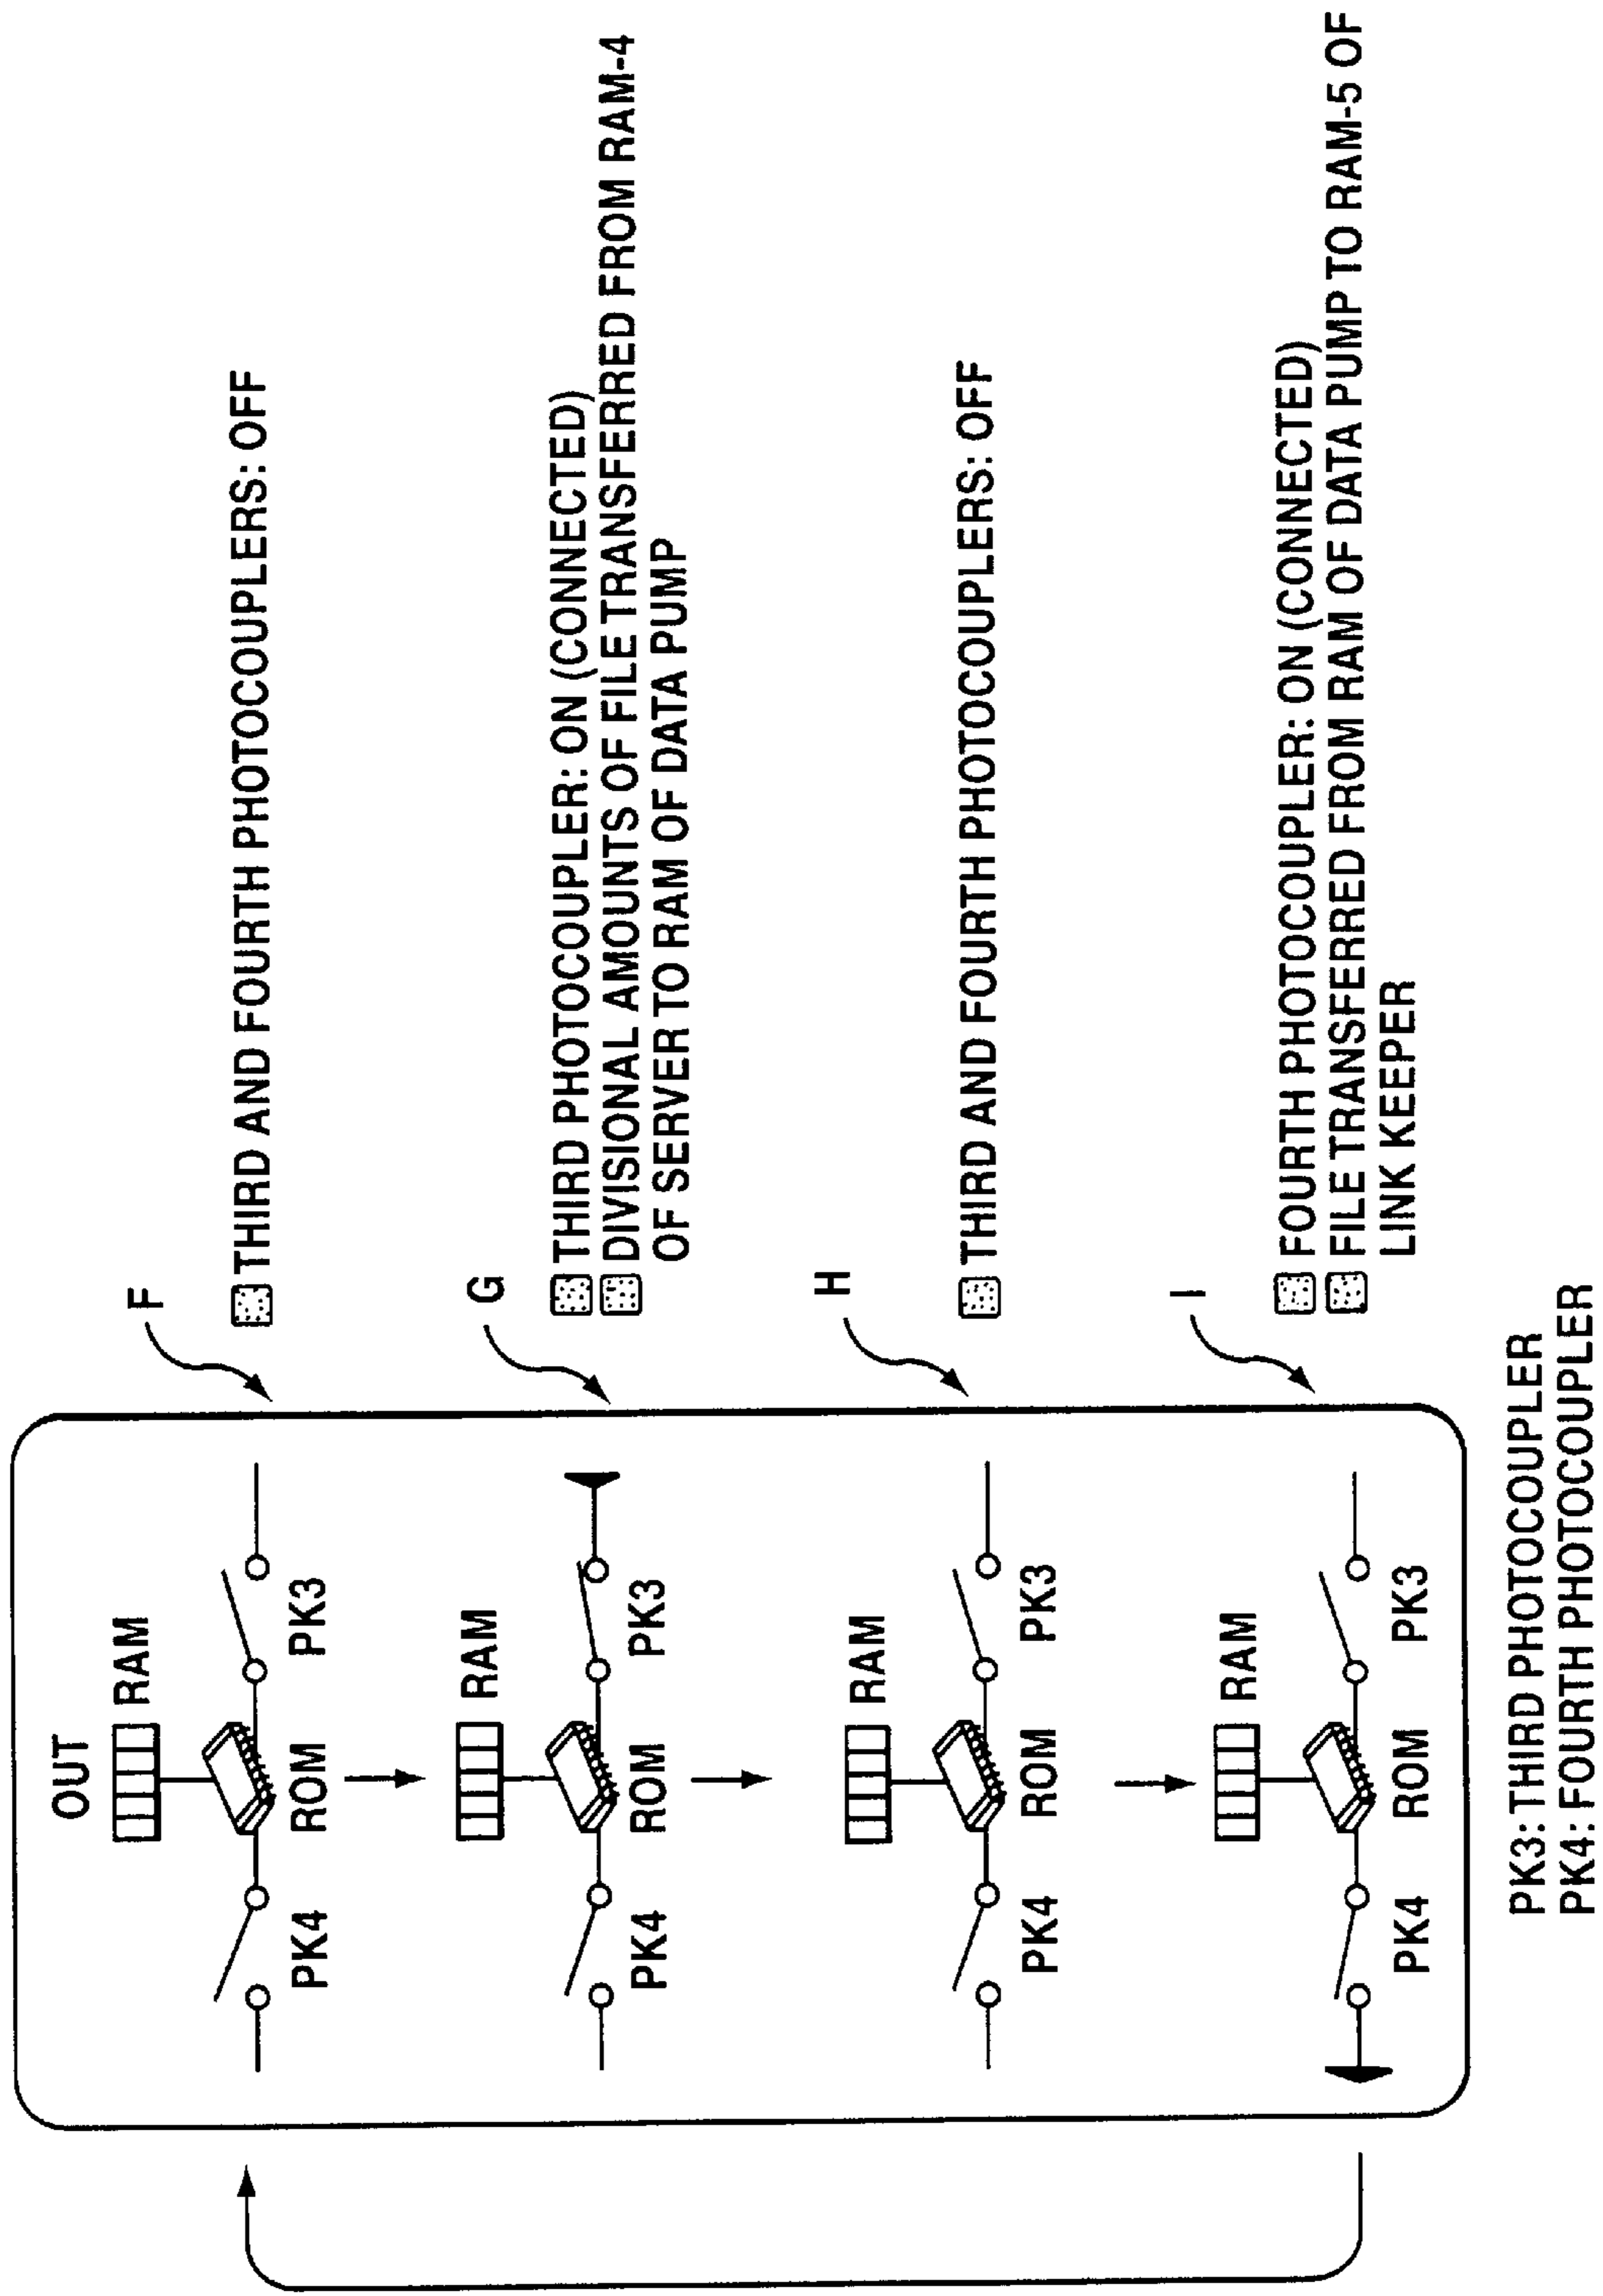 OUT
RAM
PK4
ROM
PK3
F
THIRD AND FOURTH PHOTOCOUPLERS: OFF
RAM
PK4
ROM
PK3
G
THIRD PHOTOCOUPLER: ON (CONNECTED)
DIVISIONAL AMOUNTS OF FILE TRANSFERRED FROM RAM-4
OF SERVER TO RAM OF DATA PUMP
RAM
PK4
ROM
PK3
H
THIRD AND FOURTH PHOTOCOUPLERS: OFF
RAM
PK4
ROM
PK3
I
FOURTH PHOTOCOUPLER: ON (CONNECTED)
FILE TRANSFERRED FROM RAM OF DATA PUMP TO RAM-5 OF
LINK KEEPER
PK3: THIRD PHOTOCOUPLER
PK4: FOURTH PHOTOCOUPLER